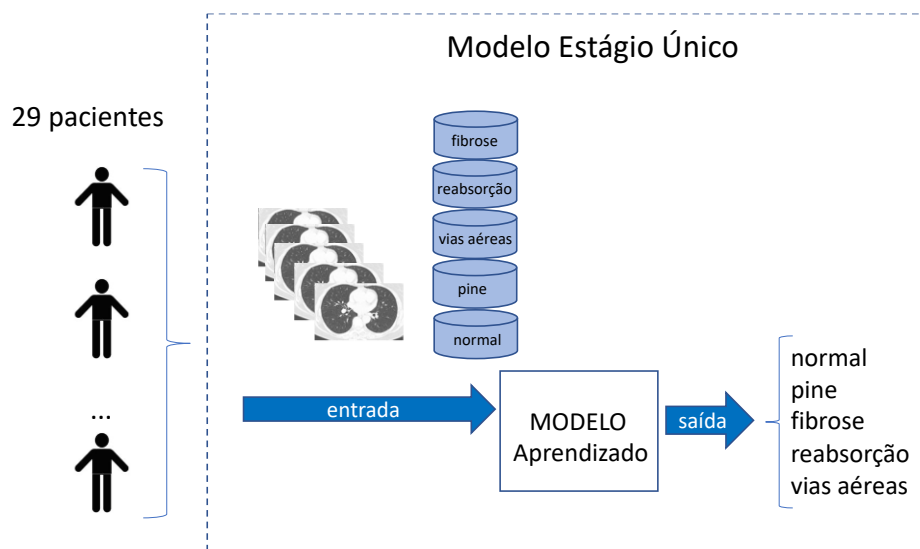 Modelo Estágio Único
29 pacientes
fibrose
reabsorção
vias aéreas
pine
normal
...
entrada
MODELO
Aprendizado
saída
normal
pine
fibrose
reabsorção
vias aéreas